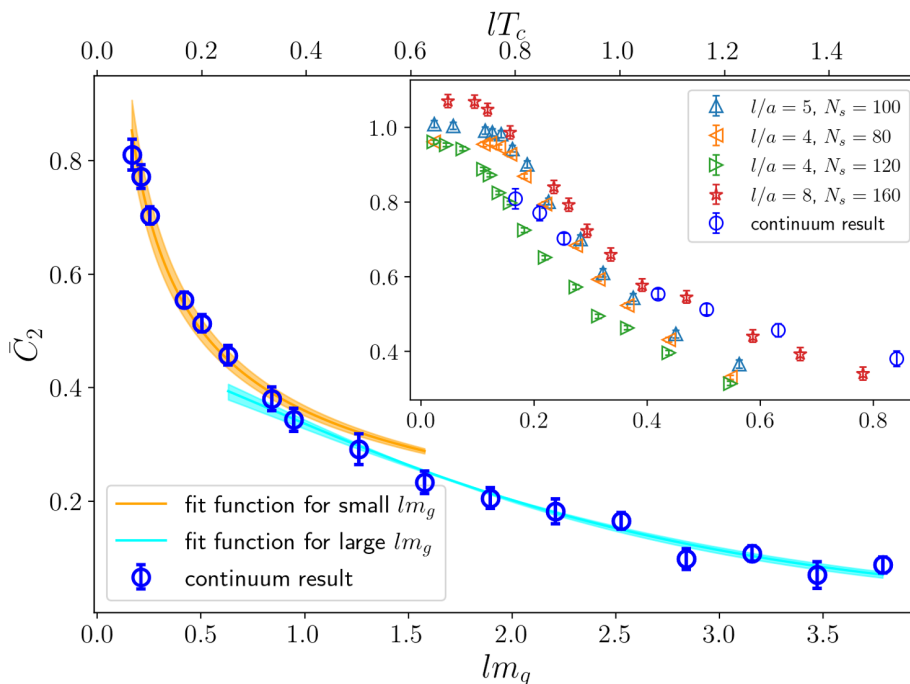 lT_c
0.0 0.2 0.4 0.6 0.8 1.0 1.2 1.4
0.8
0.6
0.4
0.2
C̄_2
1.0
0.8
0.6
0.4
0.0 0.2 0.4 0.6 0.8
l/a = 5, N_s = 100
l/a = 4, N_s = 80
l/a = 4, N_s = 120
l/a = 8, N_s = 160
continuum result
fit function for small lm_g
fit function for large lm_g
continuum result
0.0 0.5 1.0 1.5 2.0 2.5 3.0 3.5
lm_g